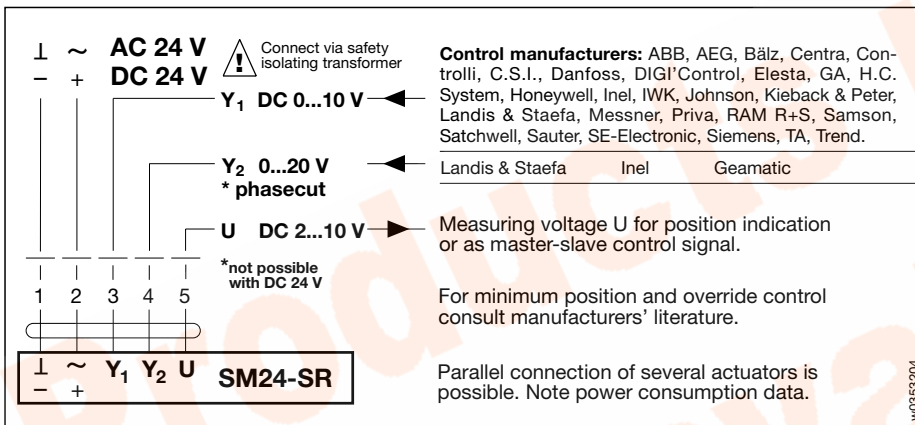 ⊥ ~ AC 24 V
– + DC 24 V
Connect via safety
isolating transformer
Y₁ DC 0...10 V
Y₂ 0...20 V
* phasecut
U DC 2...10 V
*not possible
with DC 24 V
1 2 3 4 5
⊥ ~ Y₁ Y₂ U SM24-SR
– +
Control manufacturers: ABB, AEG, Bälz, Centra, Con-
trolli, C.S.I., Danfoss, DIGI'Control, Elesta, GA, H.C.
System, Honeywell, Inel, IWK, Johnson, Kieback & Peter,
Landis & Staefa, Messner, Priva, RAM R+S, Samson,
Satchwell, Sauter, SE-Electronic, Siemens, TA, Trend.
Landis & Staefa Inel Geamatic
Measuring voltage U for position indication
or as master-slave control signal.
For minimum position and override control
consult manufacturers' literature.
Parallel connection of several actuators is
possible. Note power consumption data.
w0353204
Products